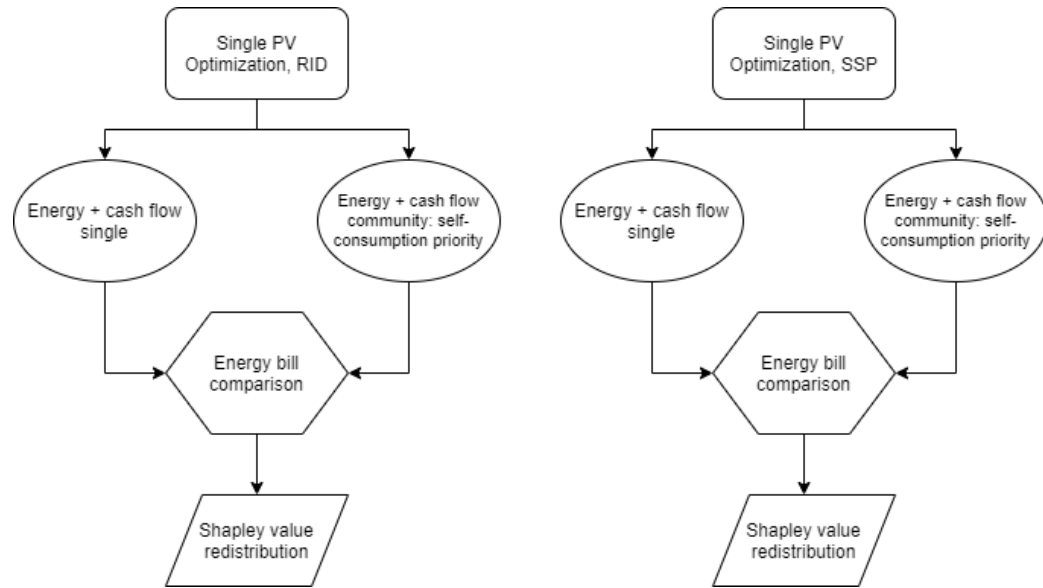 Single PV
Optimization, RID
Energy + cash flow
single
Energy + cash flow
community: self-
consumption priority
Energy bill
comparison
Shapley value
redistribution
Single PV
Optimization, SSP
Energy + cash flow
single
Energy + cash flow
community: self-
consumption priority
Energy bill
comparison
Shapley value
redistribution